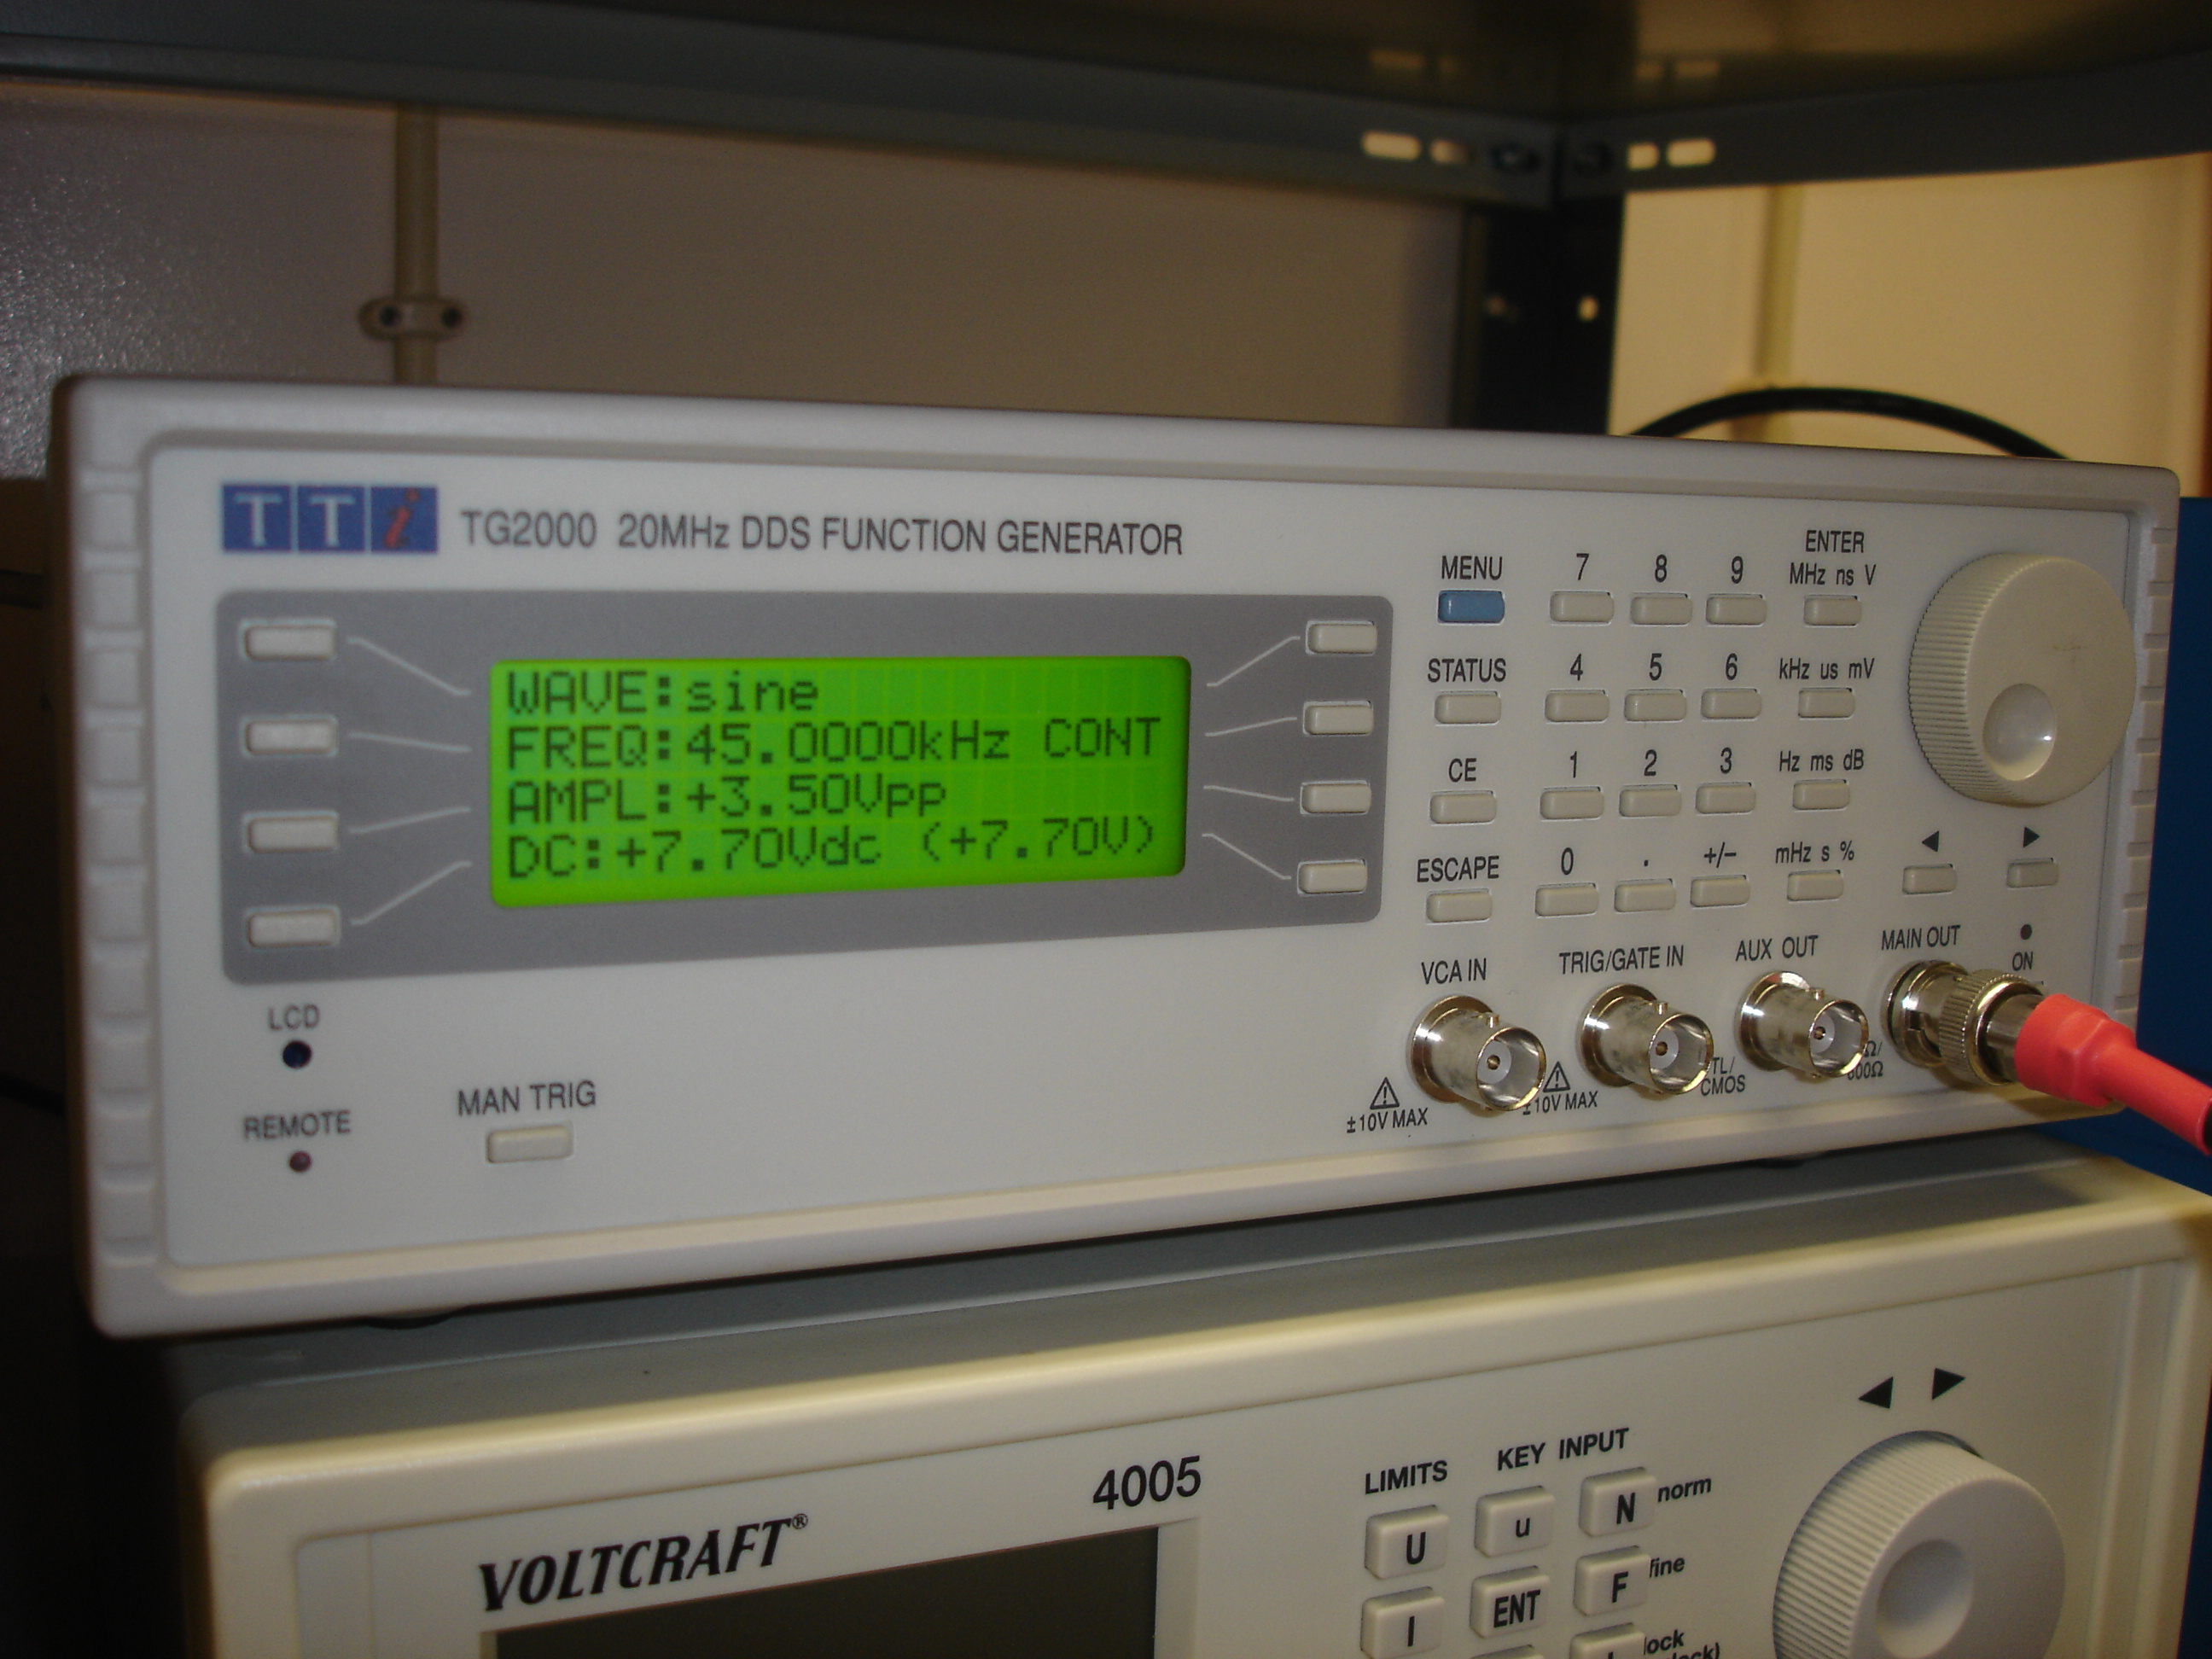 TTi TG2000 20MHz DDS FUNCTION GENERATOR
WAVE:sine
FREQ:45.0000kHz CONT
AMPL:+3.50Vpp
DC:+7.70Vdc (+7.70V)
LCD
REMOTE
MAN TRIG
MENU 7 8 9 ENTER
MHz ns V
STATUS 4 5 6 kHz us mV
CE 1 2 3 Hz ms dB
ESCAPE 0 . +/- mHz s %
VCA IN TRIG/GATE IN AUX OUT MAIN OUT ON
±10V MAX ±10V MAX CMOS
VOLTCRAFT® 4005
LIMITS KEY INPUT
U u N norm
I ENT F fine